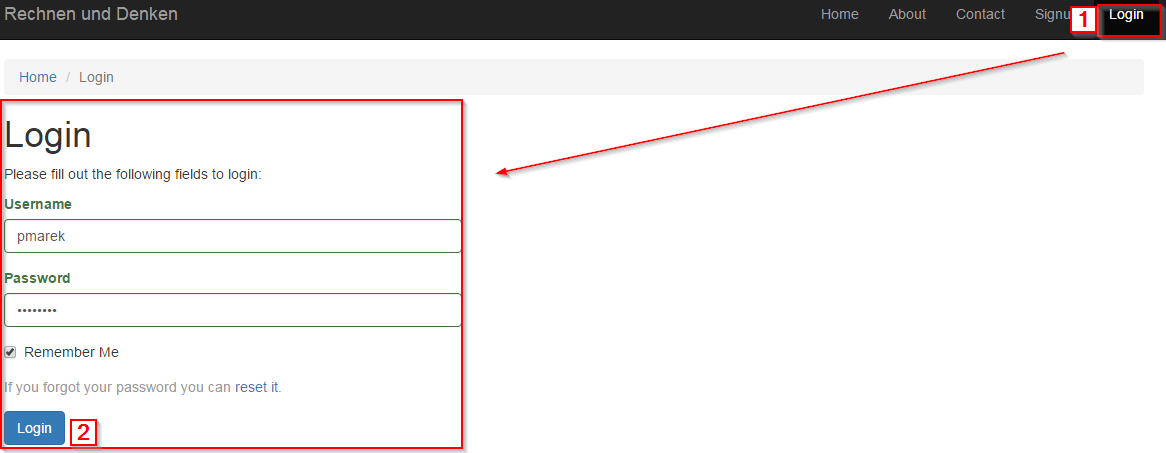 Rechnen und Denken Home About Contact Signu 1 Login
Home / Login
Login
Please fill out the following fields to login:
Username
pmarek
Password
••••••••
Remember Me
If you forgot your password you can reset it.
Login 2